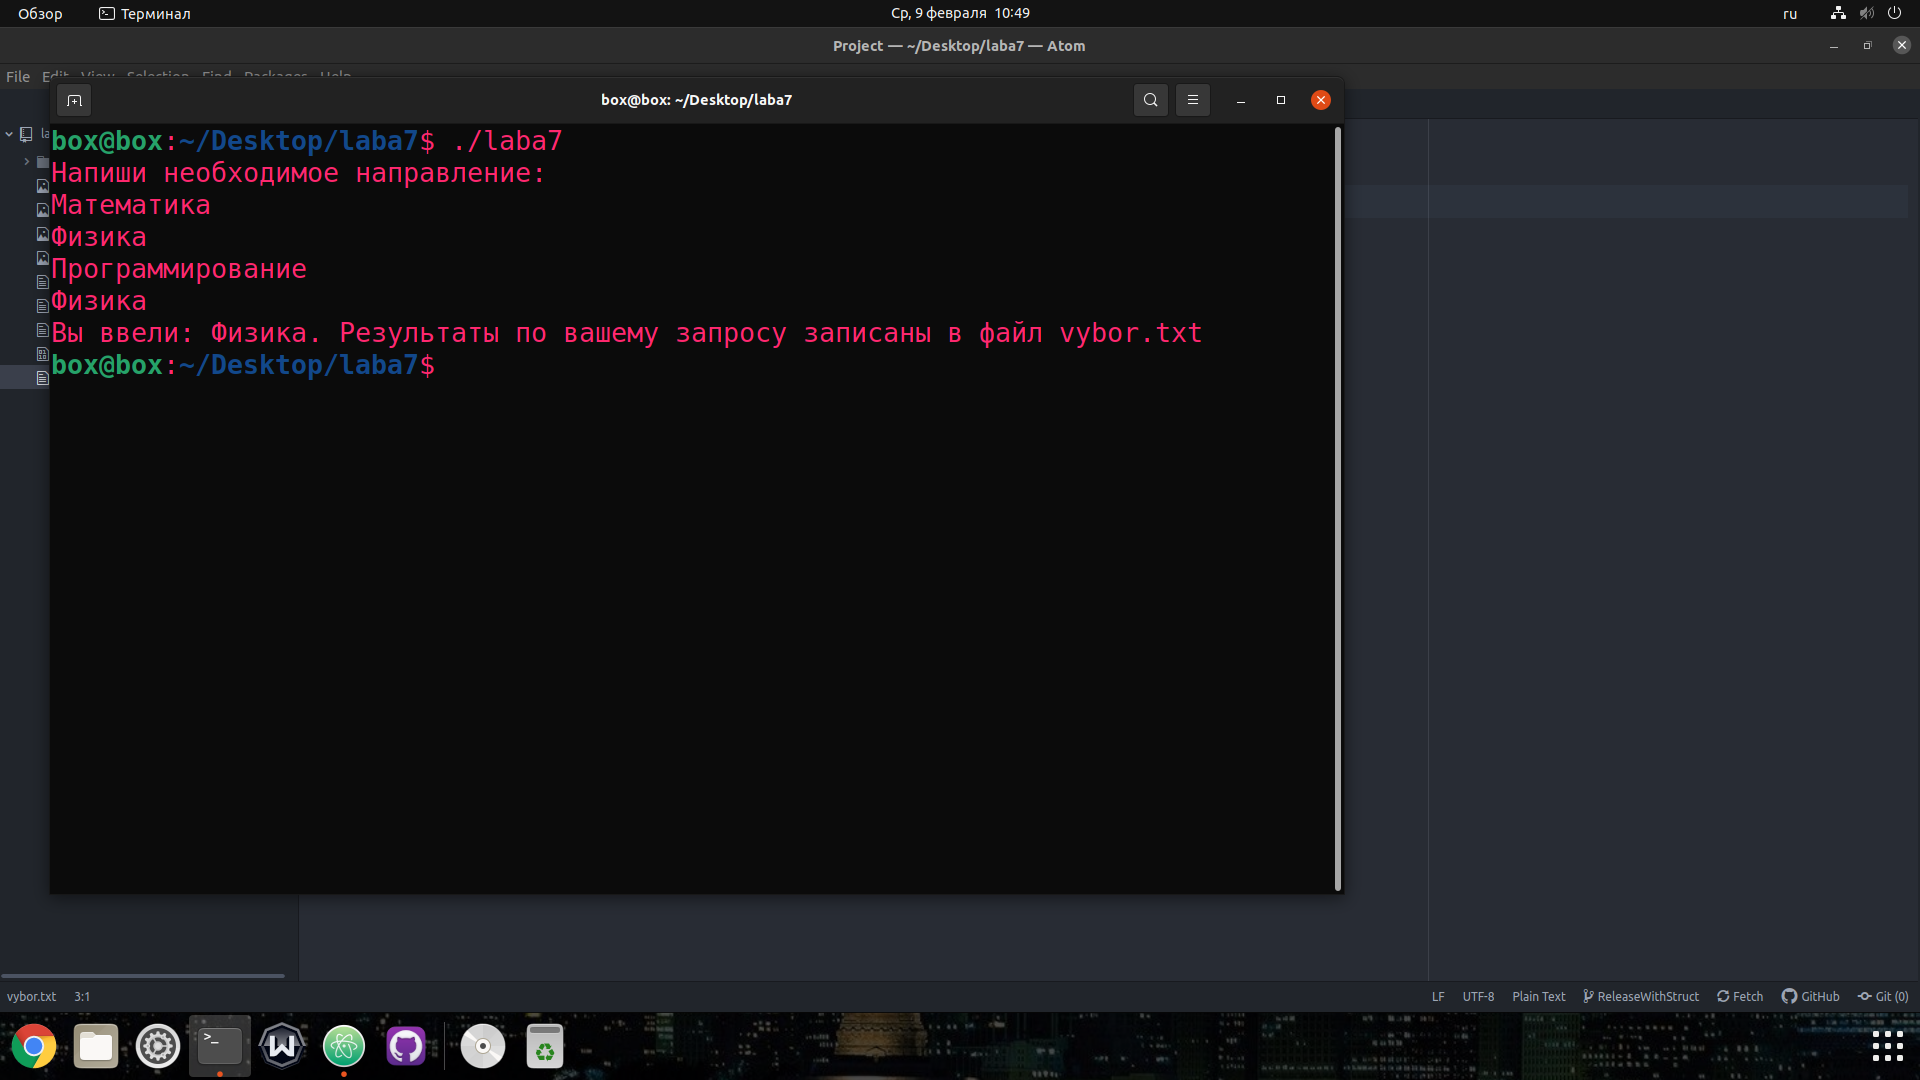 Обзор Терминал Ср, 9 февраля 10:49 ru
Project — ~/Desktop/laba7 — Atom
File Edit View Selection Find Packages Help
box@box: ~/Desktop/laba7
la
box@box:~/Desktop/laba7$ ./laba7
Напиши необходимое направление:
Математика
Физика
Программирование
Физика
Вы ввели: Физика. Результаты по вашему запросу записаны в файл vybor.txt
box@box:~/Desktop/laba7$
vybor.txt 3:1 LF UTF-8 Plain Text ReleaseWithStruct Fetch GitHub Git (0)